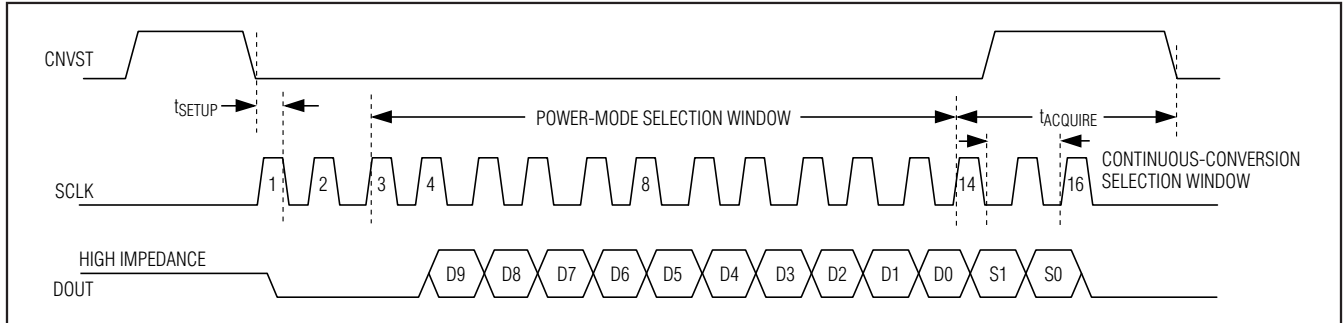 CNVST
tSETUP
POWER-MODE SELECTION WINDOW
tACQUIRE
CONTINUOUS-CONVERSION
SELECTION WINDOW
SCLK
1 2 3 4 8 14 16
HIGH IMPEDANCE
DOUT
D9 D8 D7 D6 D5 D4 D3 D2 D1 D0 S1 S0